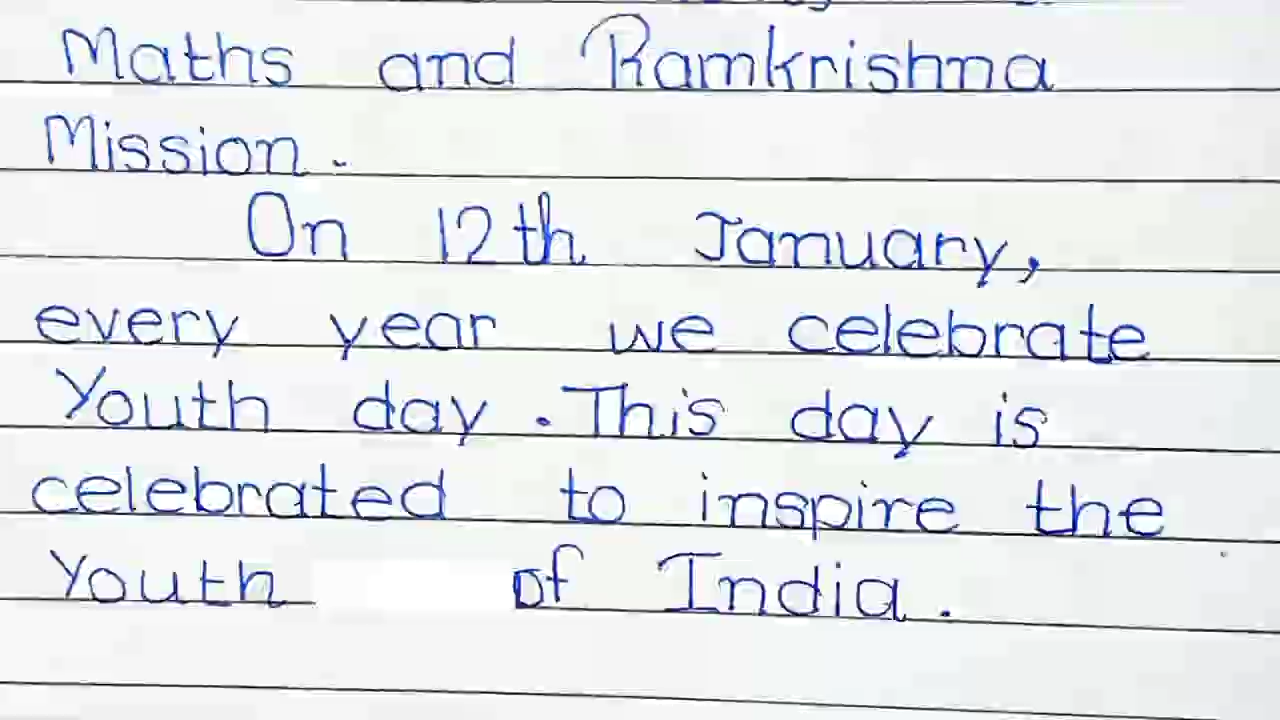 Maths and Ramkrishna
Mission.
On 12th January,
every year we celebrate
Youth day. This day is
celebrated to inspire the
Youth of India.